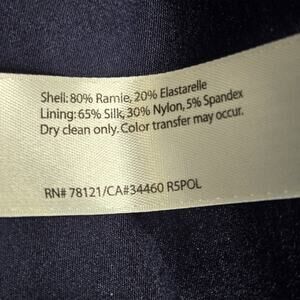 Shell: 80% Ramie, 20% Elastarelle
Lining: 65% Silk, 30% Nylon, 5% Spandex
Dry clean only. Color transfer may occur.
RN# 78121/CA#34460 R5POL